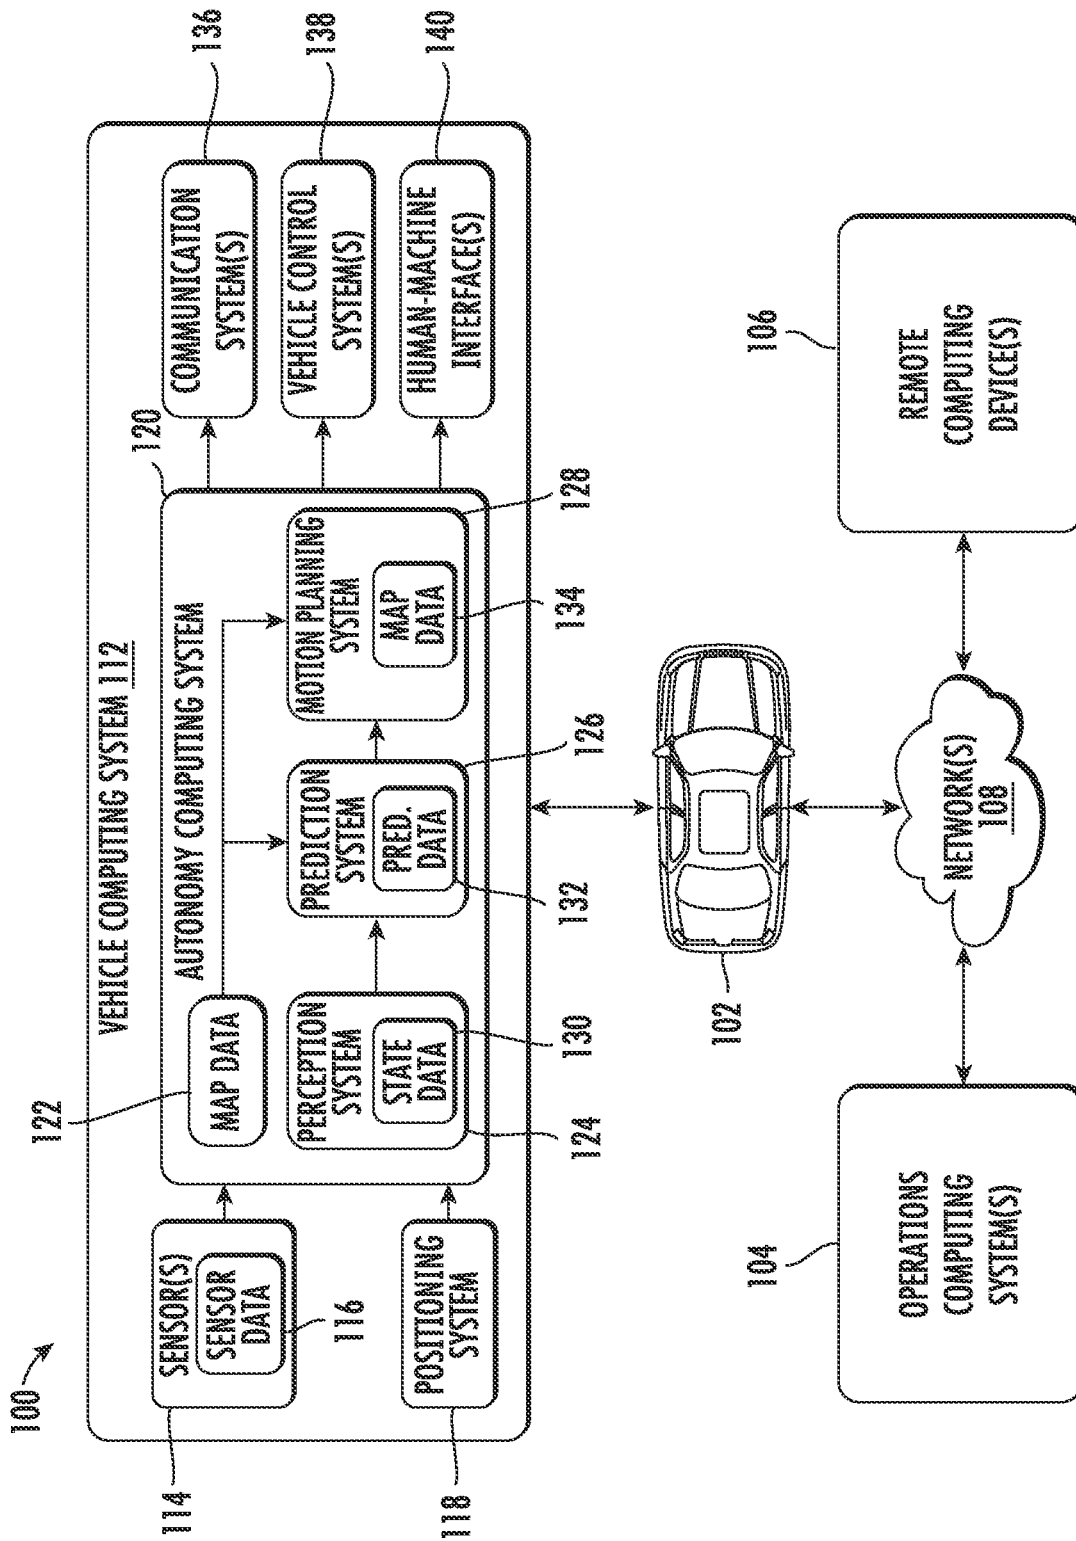 100
VEHICLE COMPUTING SYSTEM 112
114
SENSOR(S)
SENSOR
DATA
116
118
POSITIONING
SYSTEM
120
AUTONOMY COMPUTING SYSTEM
122
MAP DATA
PERCEPTION
SYSTEM
STATE
DATA
124
130
PREDICTION
SYSTEM
PRED.
DATA
132
126
MOTION PLANNING
SYSTEM
MAP
DATA
134
128
COMMUNICATION
SYSTEM(S)
136
VEHICLE CONTROL
SYSTEM(S)
138
HUMAN-MACHINE
INTERFACE(S)
140
102
104
OPERATIONS
COMPUTING
SYSTEM(S)
NETWORK(S)
108
106
REMOTE
COMPUTING
DEVICE(S)